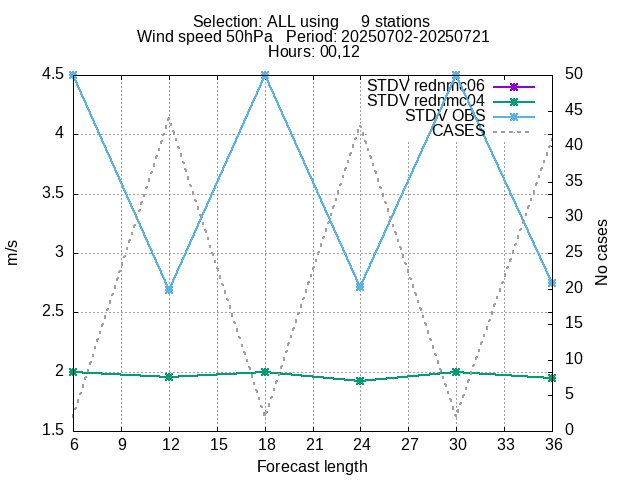 Selection: ALL using 9 stations
Wind speed 50hPa Period: 20250702-20250721
Hours: 00,12
STDV rednmc06
STDV rednmc04
STDV OBS
CASES
4.5
4
3.5
3
2.5
2
1.5
m/s
50
45
40
35
30
25
20
15
10
5
0
No cases
6 9 12 15 18 21 24 27 30 33 36
Forecast length